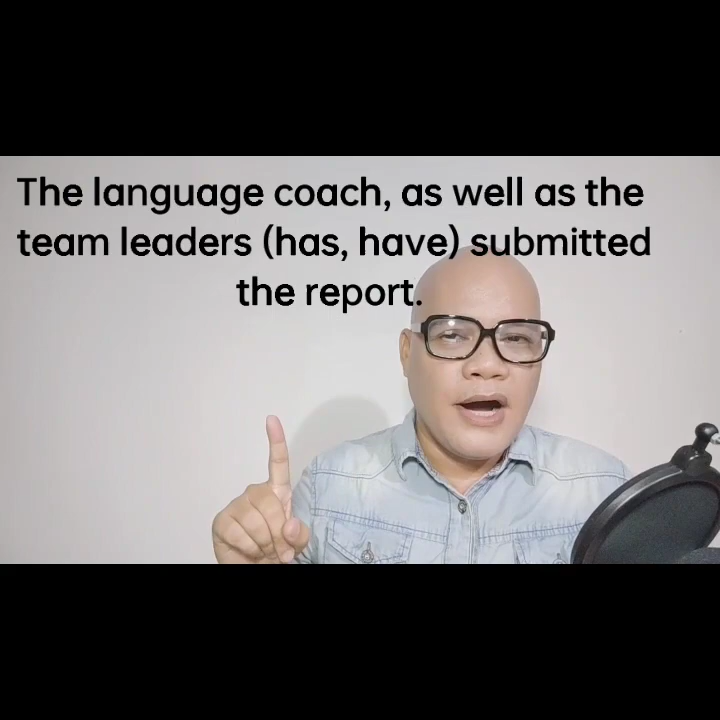 The language coach, as well as the
team leaders (has, have) submitted
the report.